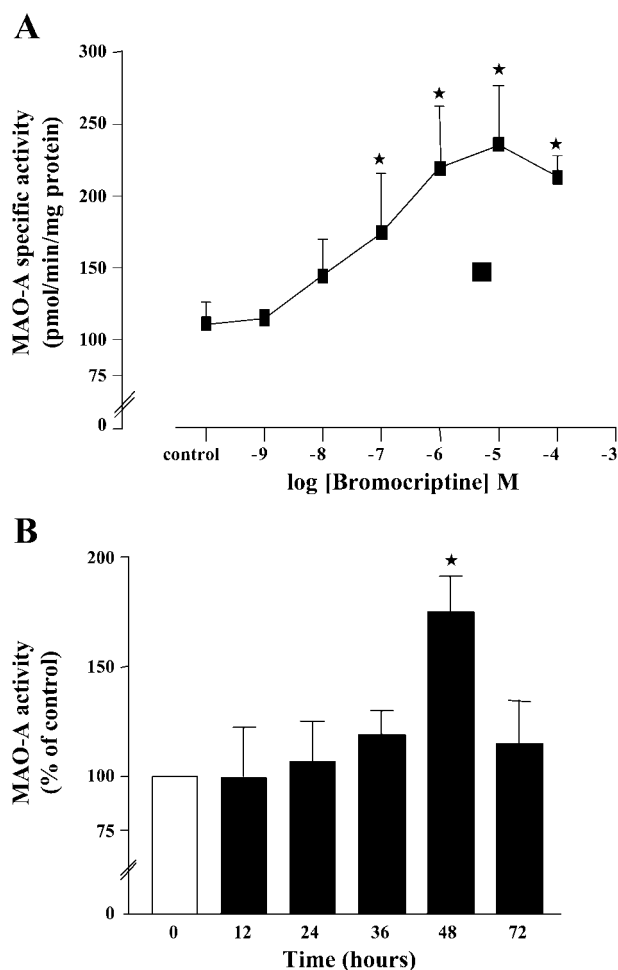 A
MAO-A specific activity
(pmol/min/mg protein)
300
250
200
150
100
75
0
control -9 -8 -7 -6 -5 -4 -3
log [Bromocriptine] M
B
MAO-A activity
(% of control)
200
150
100
75
0
0 12 24 36 48 72
Time (hours)